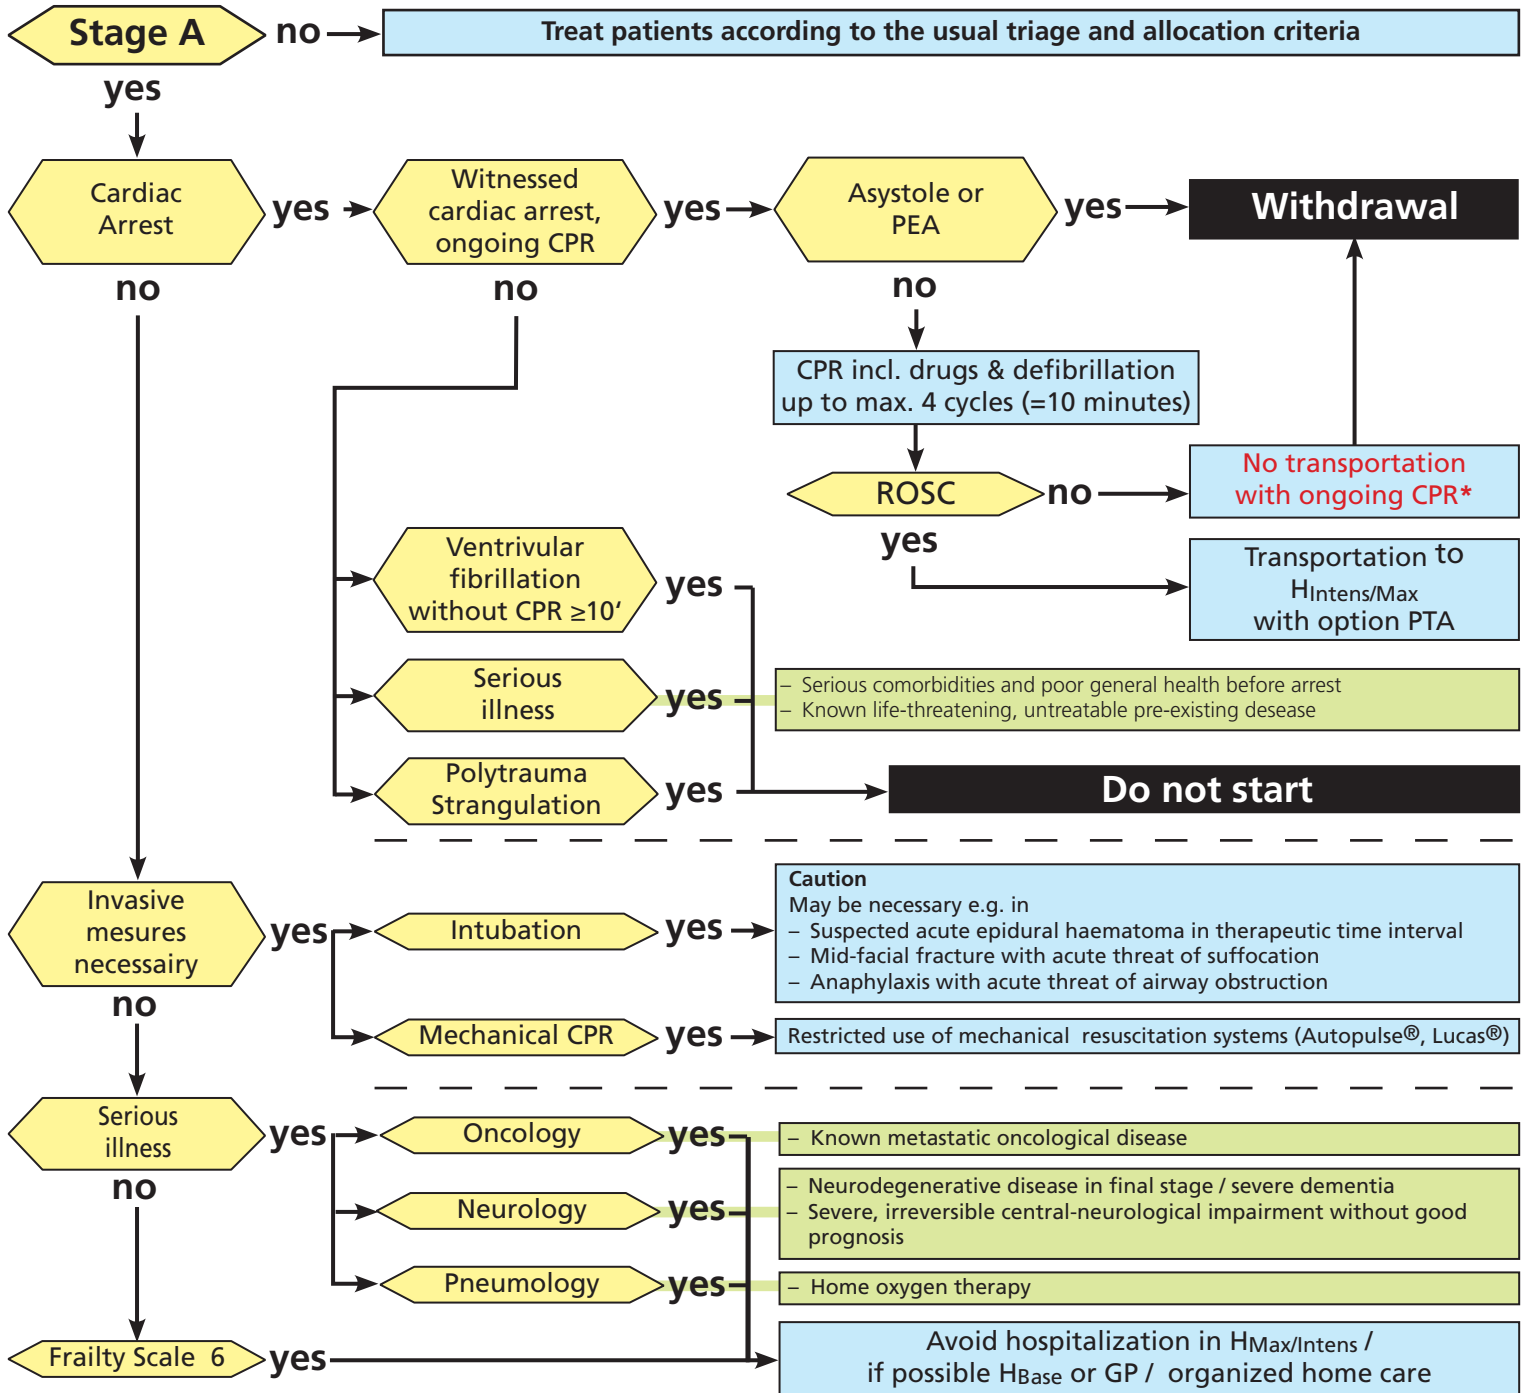 Stage A
no
Treat patients according to the usual triage and allocation criteria
yes
Cardiac
Arrest
yes
Witnessed
cardiac arrest,
ongoing CPR
yes
Asystole or
PEA
yes
Withdrawal
no
no
no
CPR incl. drugs & defibrillation
up to max. 4 cycles (=10 minutes)
ROSC
no
No transportation
with ongoing CPR*
yes
Transportation to
HIntens/Max
with option PTA
Ventrivular
fibrillation
without CPR ≥10‘
yes
Serious
illness
yes
– Serious comorbidities and poor general health before arrest
– Known life-threatening, untreatable pre-existing desease
Polytrauma
Strangulation
yes
Do not start
Invasive
mesures
necessairy
yes
Intubation
yes
Caution
May be necessary e.g. in
– Suspected acute epidural haematoma in therapeutic time interval
– Mid-facial fracture with acute threat of suffocation
– Anaphylaxis with acute threat of airway obstruction
no
Mechanical CPR
yes
Restricted use of mechanical resuscitation systems (Autopulse®, Lucas®)
Serious
illness
yes
Oncology
yes
– Known metastatic oncological disease
no
Neurology
yes
– Neurodegenerative disease in final stage / severe dementia
– Severe, irreversible central-neurological impairment without good
prognosis
Pneumology
yes
– Home oxygen therapy
Frailty Scale 6
yes
Avoid hospitalization in HMax/Intens /
if possible HBase or GP / organized home care